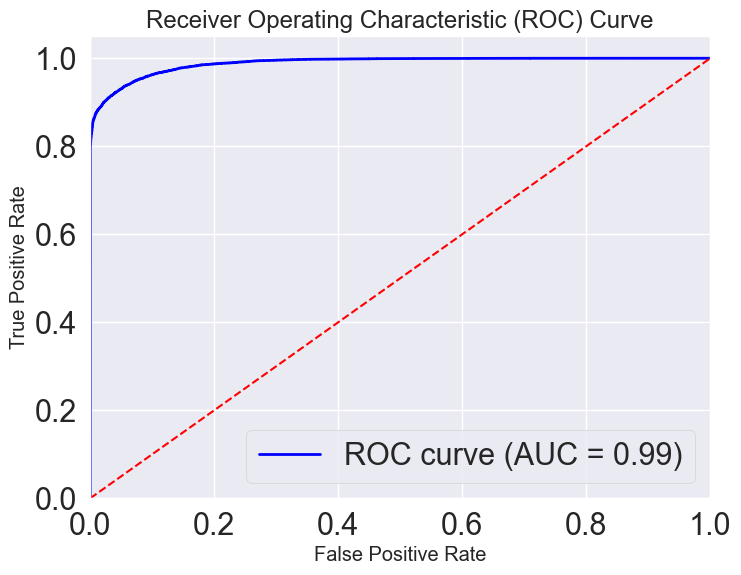 Receiver Operating Characteristic (ROC) Curve
1.0
0.8
0.6
0.4
0.2
0.0
True Positive Rate
ROC curve (AUC = 0.99)
0.0 0.2 0.4 0.6 0.8 1.0
False Positive Rate